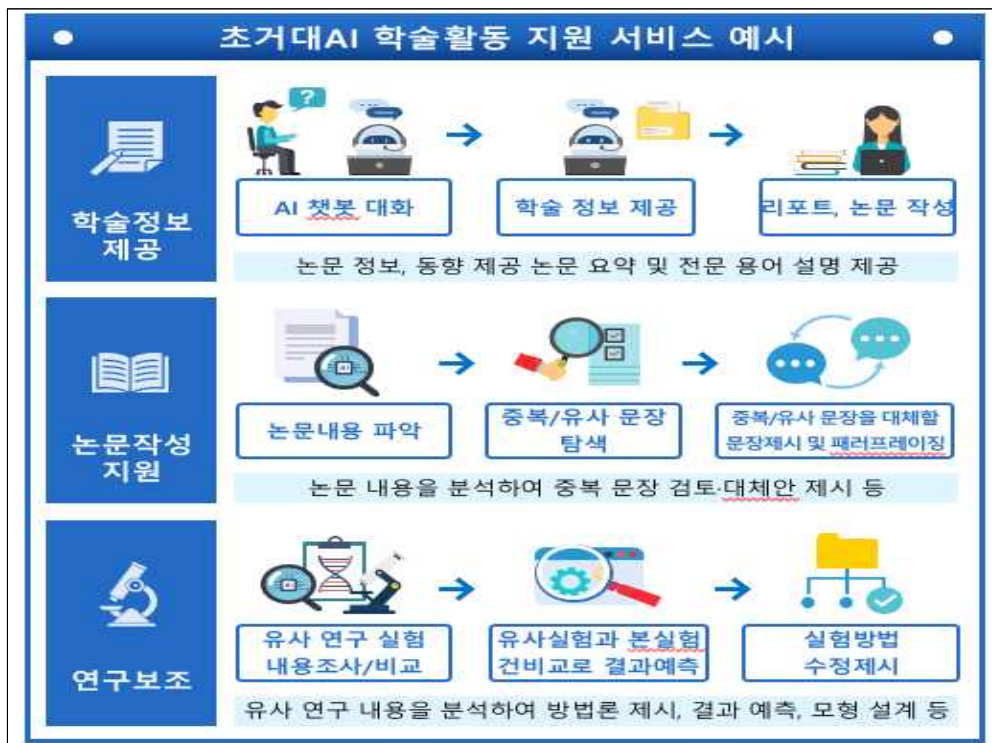 초거대AI 학술활동 지원 서비스 예시
?
학술정보
제공
AI 챗봇 대화
학술 정보 제공
리포트, 논문 작성
논문 정보, 동향 제공 논문 요약 및 전문 용어 설명 제공
논문작성
지원
논문내용 파악
중복/유사 문장
탐색
중복/유사 문장을 대체할
문장제시 및 패러프레이징
논문 내용을 분석하여 중복 문장 검토·대체안 제시 등
연구보조
유사 연구 실험
내용조사/비교
유사실험과 본실험
건비교로 결과예측
실험방법
수정제시
유사 연구 내용을 분석하여 방법론 제시, 결과 예측, 모형 설계 등